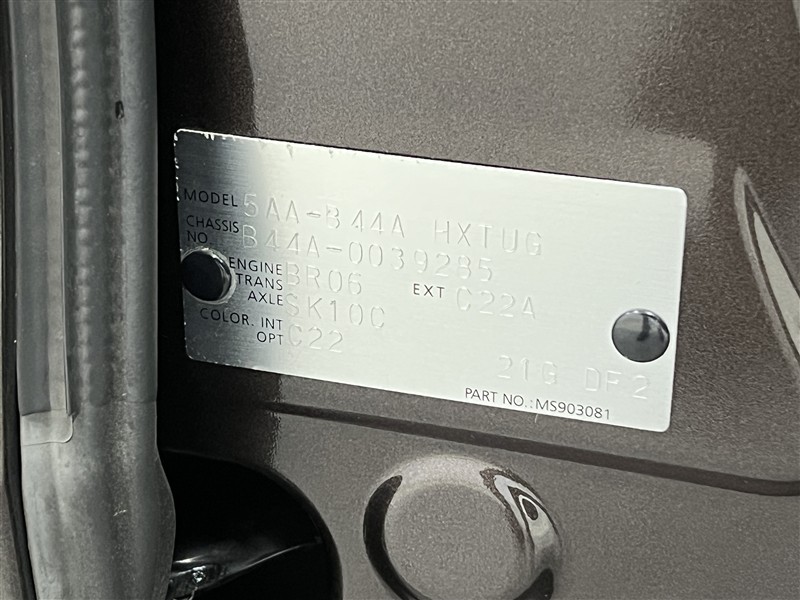 MODEL 5AA-B44A HXTUG
CHASSIS NO. B44A-0039285
ENGINE BR06
TRANS AXLE SK10C EXT C22A
COLOR. INT C22
OPT
21G DF2
PART NO.: MS903081